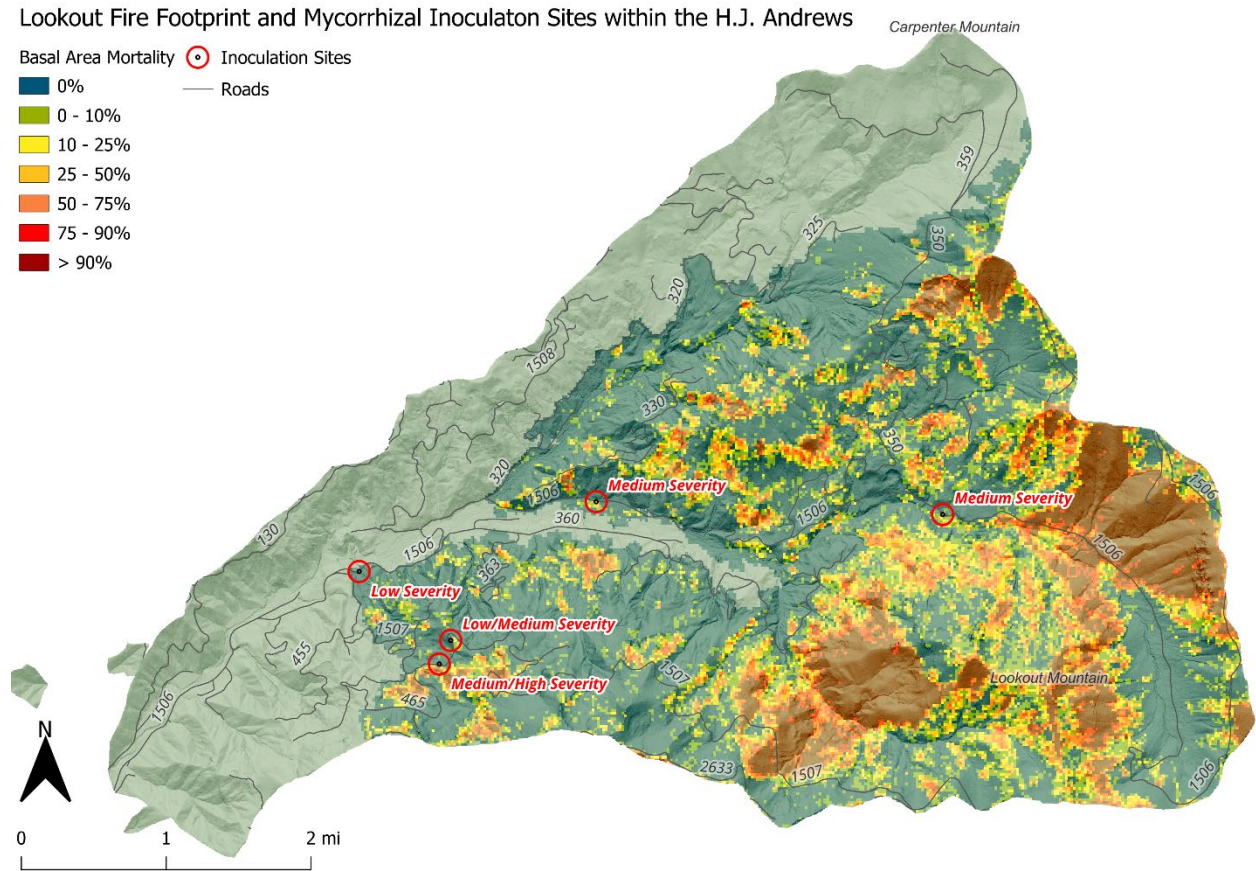 Lookout Fire Footprint and Mycorrhizal Inoculaton Sites within the H.J. Andrews
Carpenter Mountain
Basal Area Mortality
Inoculation Sites
0%
Roads
0 - 10%
10 - 25%
25 - 50%
50 - 75%
75 - 90%
> 90%
359
325
350
320
1508
330
350
320
1506
Medium Severity
Medium Severity
1506
1506
360
130
1506
1506
363
Low Severity
1507
Low/Medium Severity
455
Medium/High Severity
1507
Lookout Mountain
465
1506
N
2633
1507
1506
0
1
2 mi